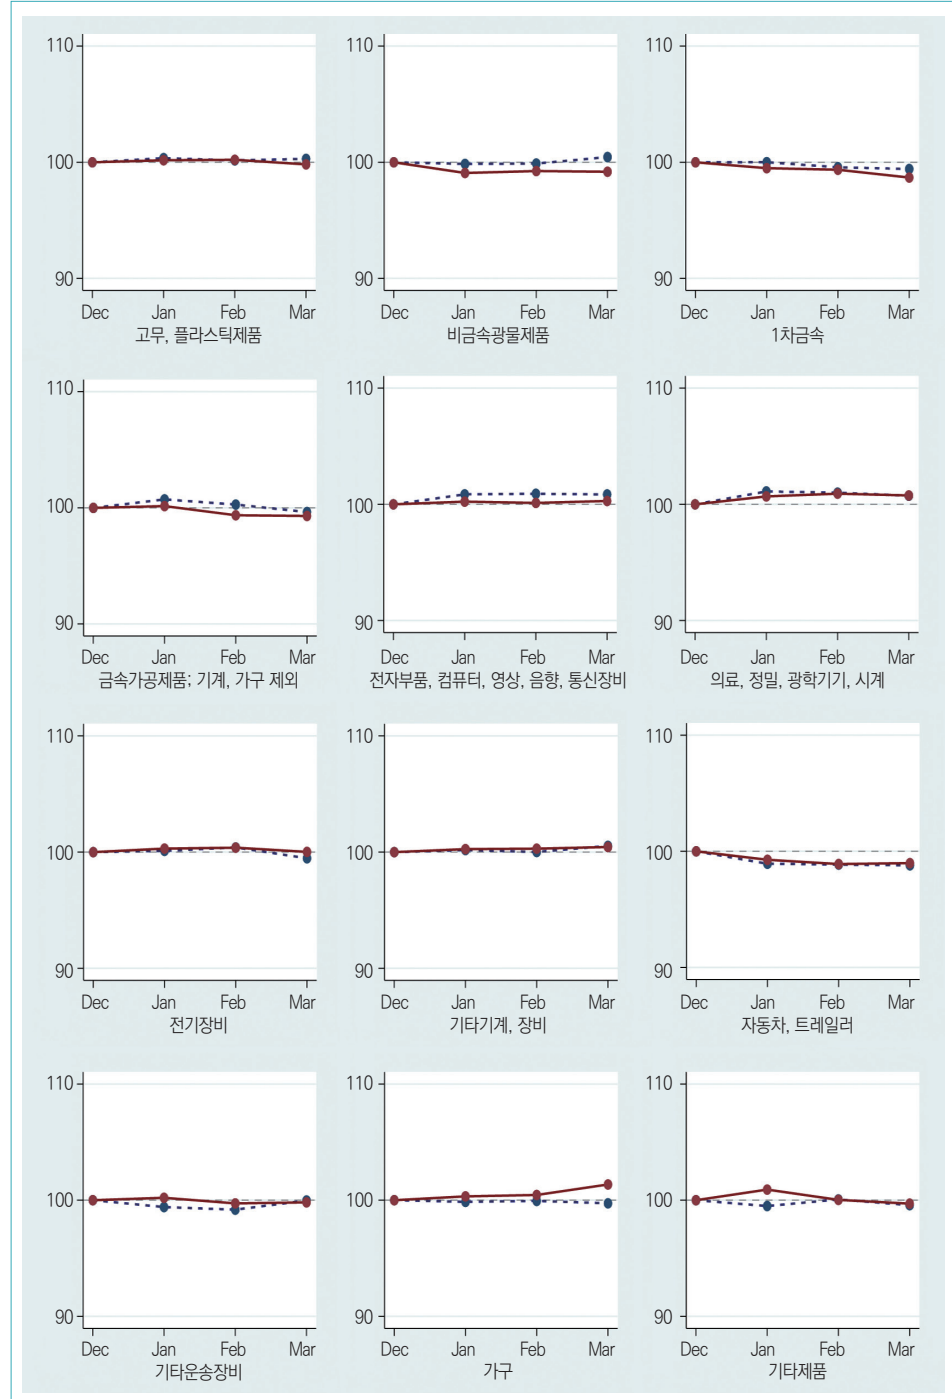 110
100
90
Dec Jan Feb Mar
고무, 플라스틱제품
110
100
90
Dec Jan Feb Mar
비금속광물제품
110
100
90
Dec Jan Feb Mar
1차금속
110
100
90
Dec Jan Feb Mar
금속가공제품; 기계, 가구 제외
110
100
90
Dec Jan Feb Mar
전자부품, 컴퓨터, 영상, 음향, 통신장비
110
100
90
Dec Jan Feb Mar
의료, 정밀, 광학기기, 시계
110
100
90
Dec Jan Feb Mar
전기장비
110
100
90
Dec Jan Feb Mar
기타기계, 장비
110
100
90
Dec Jan Feb Mar
자동차, 트레일러
110
100
90
Dec Jan Feb Mar
기타운송장비
110
100
90
Dec Jan Feb Mar
가구
110
100
90
Dec Jan Feb Mar
기타제품